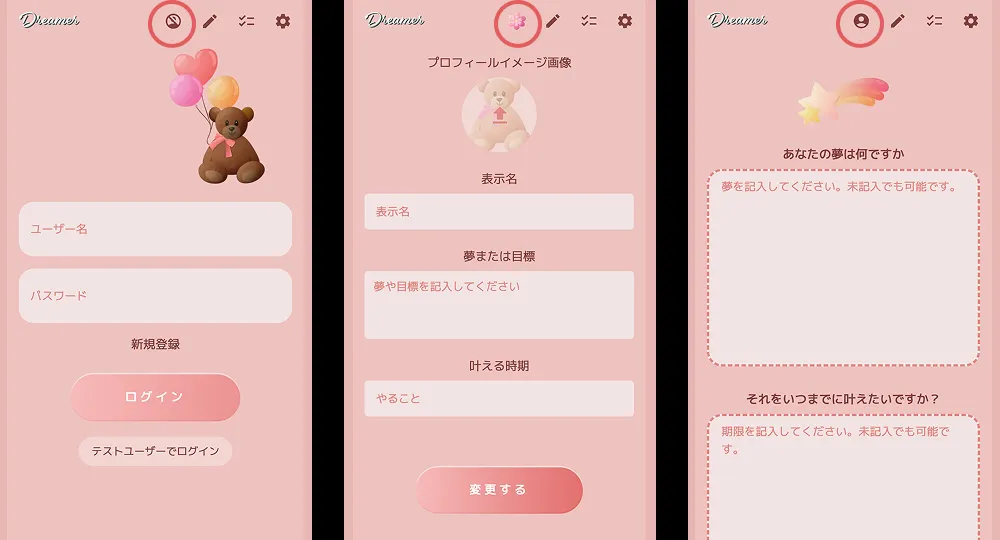 Dreamer
ユーザー名
パスワード
新規登録
ログイン
テストユーザーでログイン
Dreamer
プロフィールイメージ画像
表示名
表示名
夢または目標
夢や目標を記入してください
叶える時期
やること
変更する
Dreamer
あなたの夢は何ですか
夢を記入してください。未記入でも可能です。
それをいつまでに叶えたいですか？
期限を記入してください。未記入でも可能で
す。